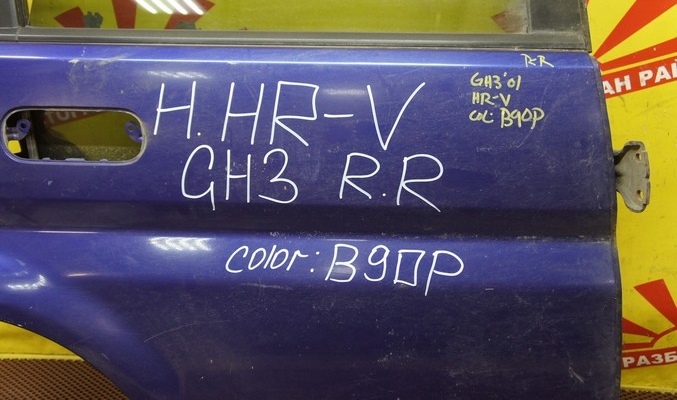 R-R
GH3'01
HR-V
col: B90P
H. HR-V
GH3 R.R
color: B90P
АН РАЙ
РАЗБ